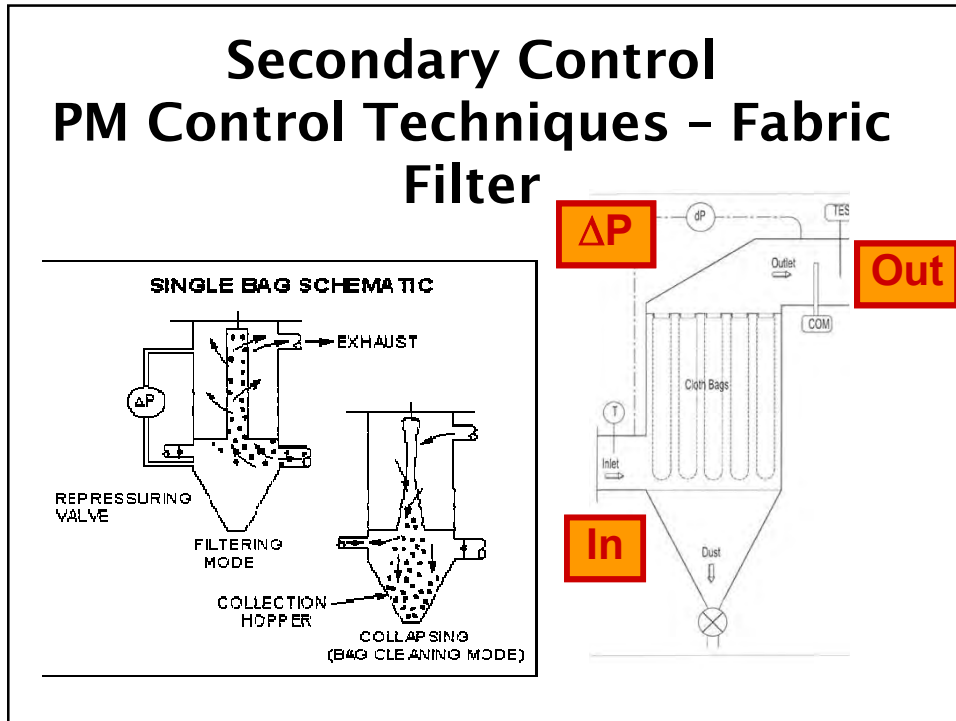 Secondary Control
PM Control Techniques – Fabric
Filter
SINGLE BAG SCHEMATIC
EXHAUST
ΔP
REPRESSURING
VALVE
FILTERING
MODE
COLLECTION
HOPPER
COLLAPSING
(BAG CLEANING MODE)
ΔP
dP
TES
Outlet
Out
COM
Cloth Bags
T
Inlet
In
Dust